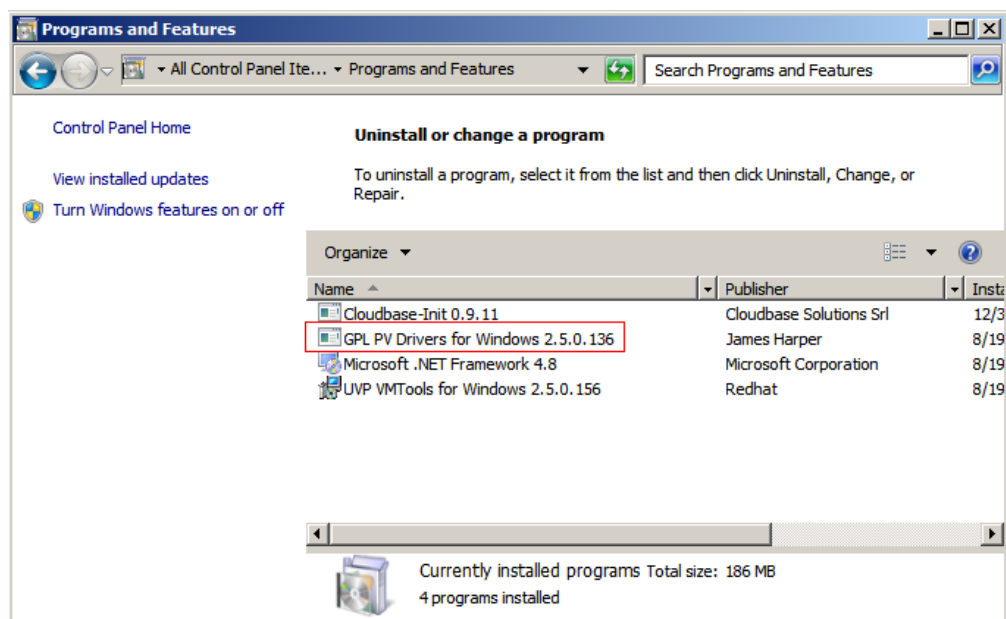 Programs and Features
All Control Panel Ite... Programs and Features
Search Programs and Features
Control Panel Home
View installed updates
Turn Windows features on or off
Uninstall or change a program
To uninstall a program, select it from the list and then click Uninstall, Change, or
Repair.
Organize
Name Publisher Insta
Cloudbase-Init 0.9.11 Cloudbase Solutions Srl 12/3
GPL PV Drivers for Windows 2.5.0.136 James Harper 8/19
Microsoft .NET Framework 4.8 Microsoft Corporation 8/19
UVP VMTools for Windows 2.5.0.156 Redhat 8/19
Currently installed programs Total size: 186 MB
4 programs installed